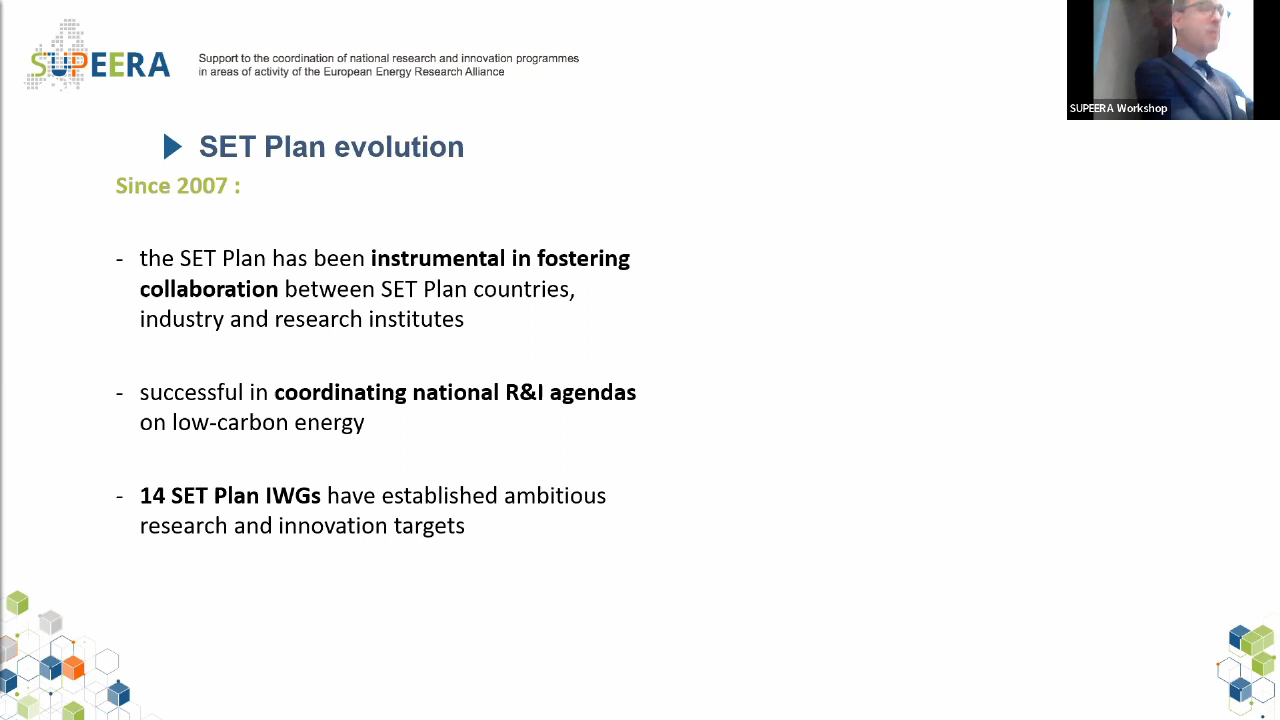 SUPEERA
Support to the coordination of national research and innovation programmes
in areas of activity of the European Energy Research Alliance
SUPEERA Workshop
SET Plan evolution
Since 2007 :
- the SET Plan has been instrumental in fostering
collaboration between SET Plan countries,
industry and research institutes
- successful in coordinating national R&I agendas
on low-carbon energy
- 14 SET Plan IWGs have established ambitious
research and innovation targets